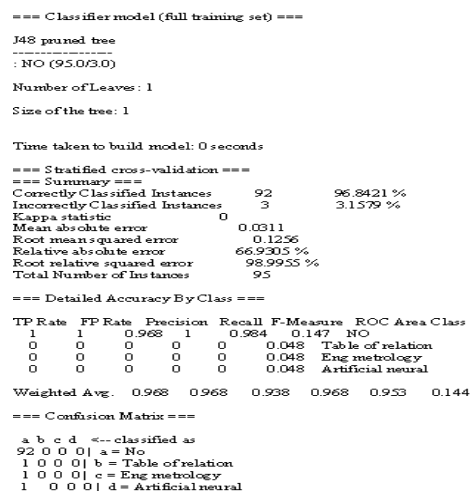 === Classifier model (full training set) ===
J48 pruned tree
------------------
: NO (95.0/3.0)
Number of Leaves: 1
Size of the tree: 1
Time taken to build model: 0 seconds
=== Stratified cross-validation ===
=== Summary ===
Correctly Classified Instances 92 96.8421 %
Incorrectly Classified Instances 3 3.1579 %
Kappa statistic 0
Mean absolute error 0.0311
Root mean squared error 0.1256
Relative absolute error 66.9305 %
Root relative squared error 98.9955 %
Total Number of Instances 95
=== Detailed Accuracy By Class ===
TP Rate FP Rate Precision Recall F-Measure ROC Area Class
1 1 0.968 1 0.984 0.147 NO
0 0 0 0 0 0.048 Table of relation
0 0 0 0 0 0.048 Eng metrology
0 0 0 0 0 0.048 Artificial neural
Weighted Avg. 0.968 0.968 0.938 0.968 0.953 0.144
=== Confusion Matrix ===
a b c d <-- classified as
92 0 0 0| a = No
1 0 0 0| b = Table of relation
1 0 0 0| c = Eng metrology
1 0 0 0| d = Artificial neural